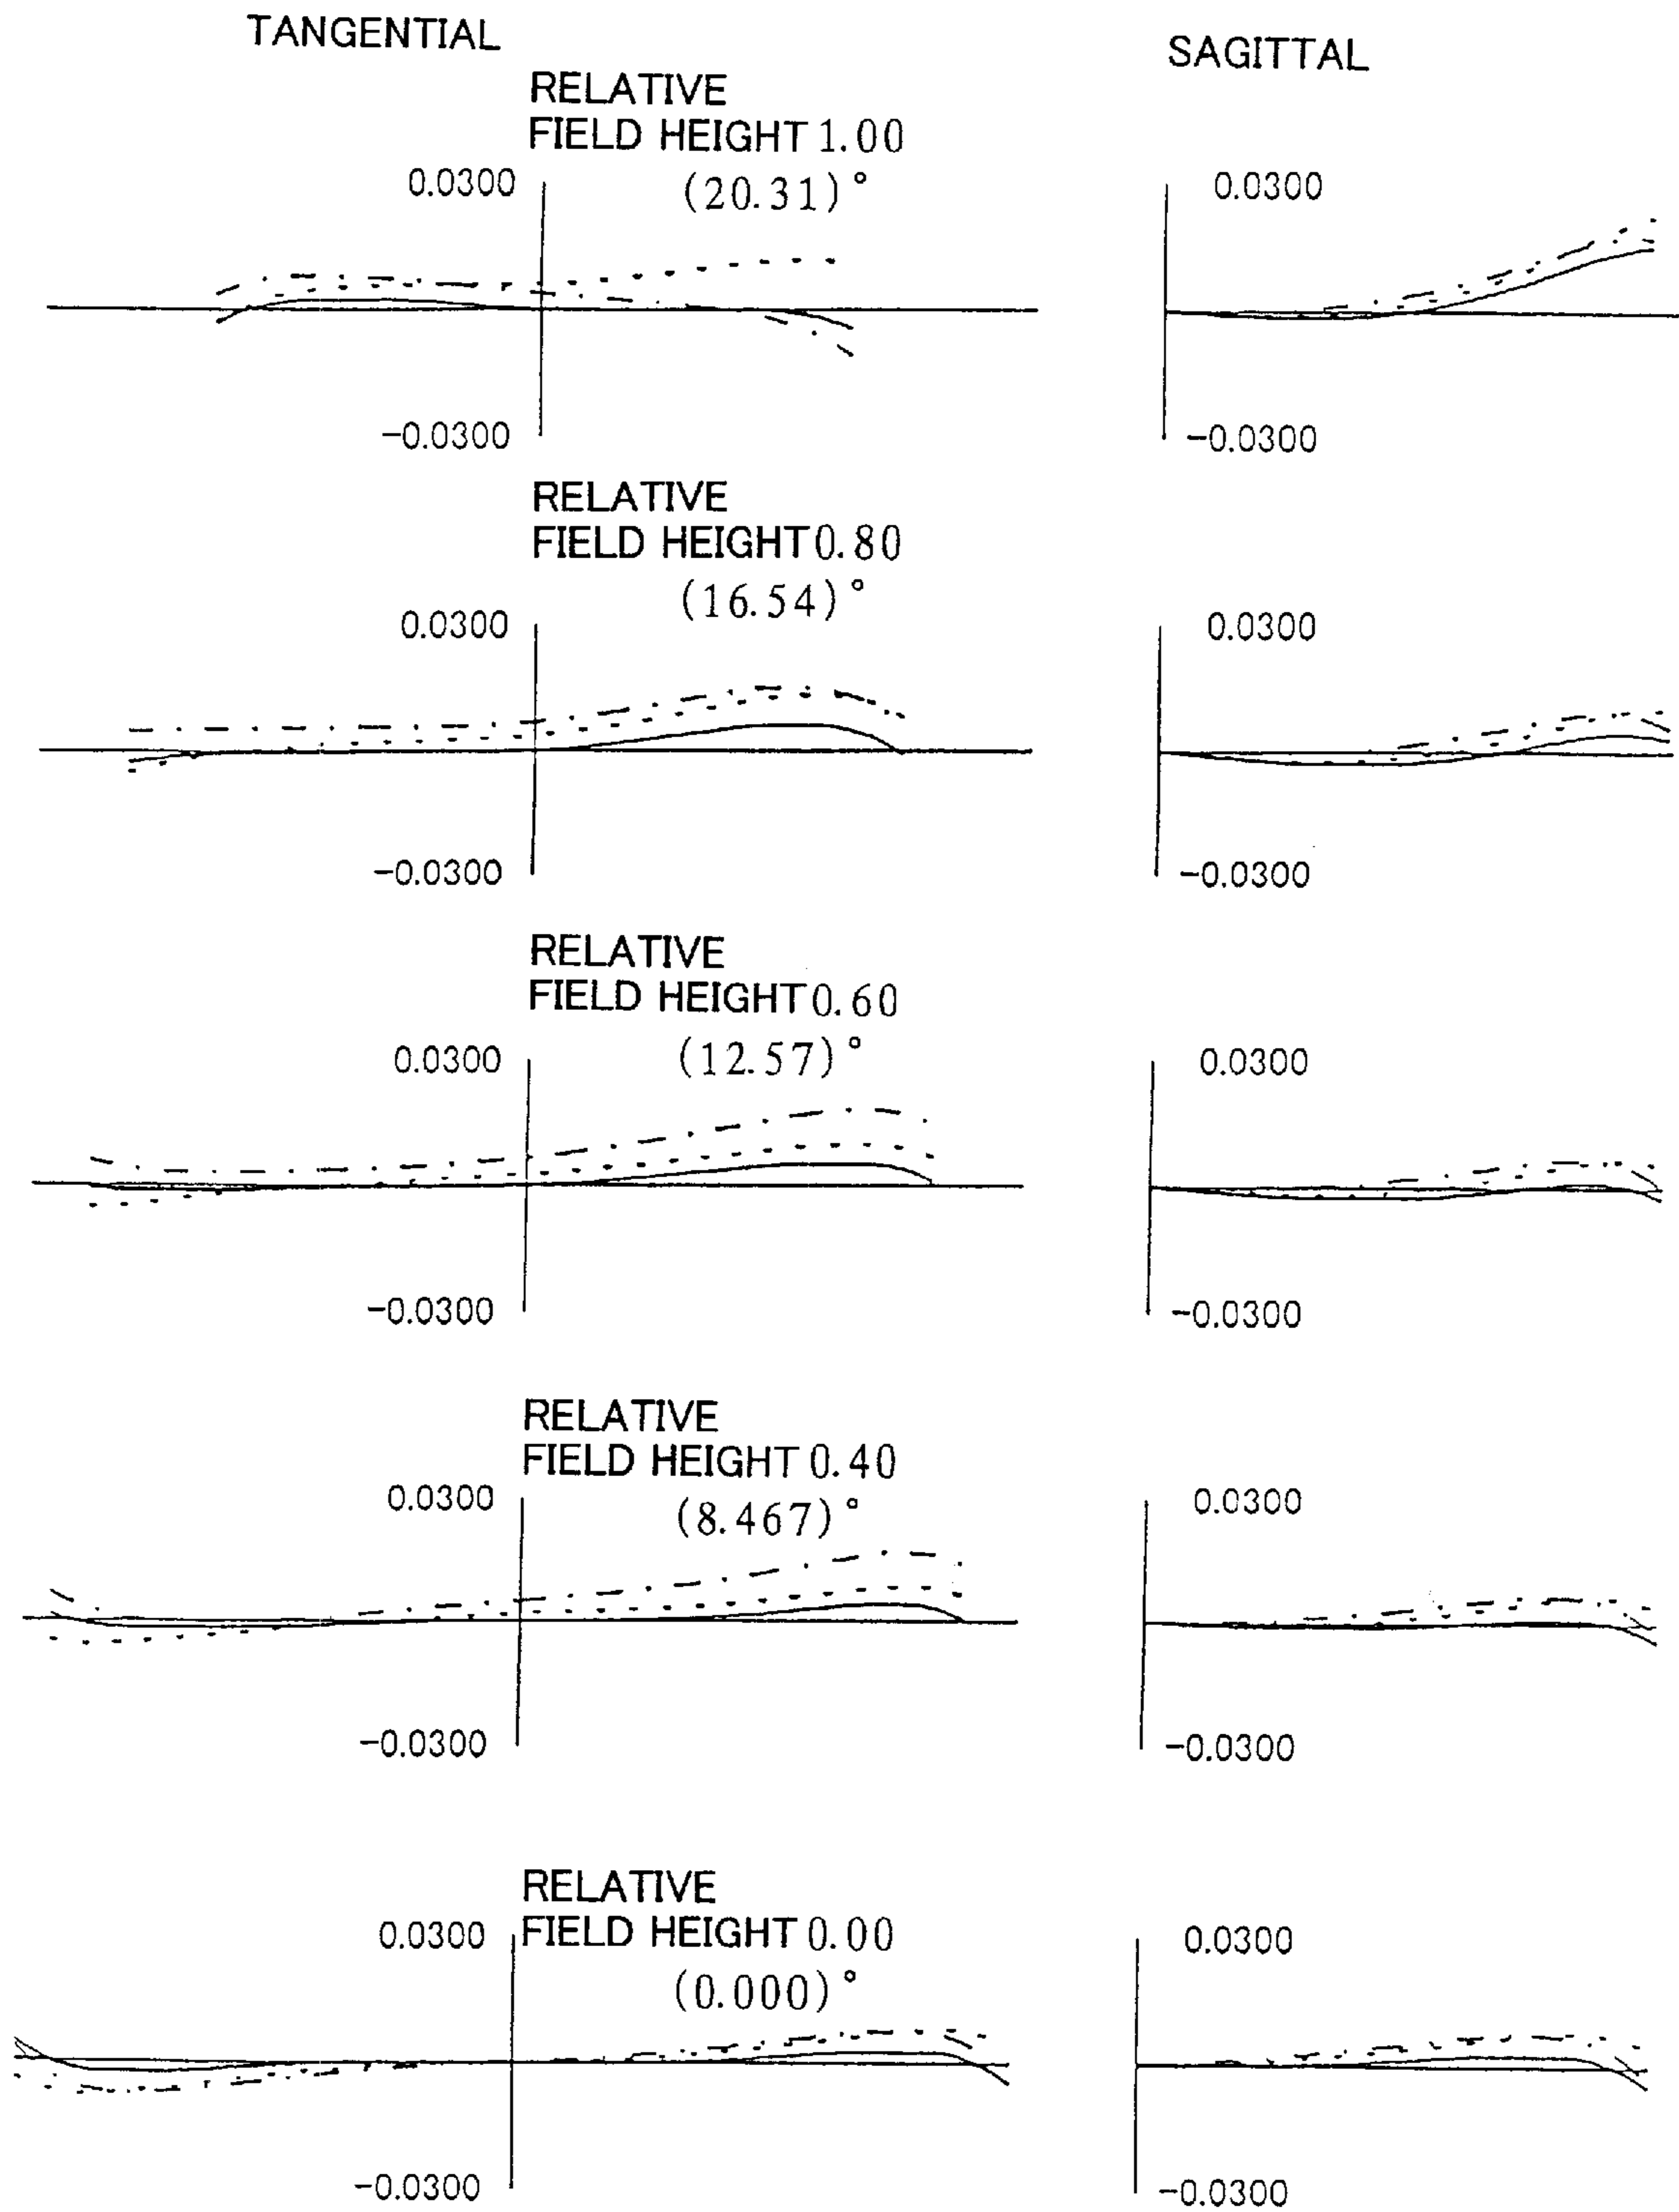 TANGENTIAL
SAGITTAL
RELATIVE
FIELD HEIGHT 1.00
(20.31)°
0.0300
0.0300
-0.0300
-0.0300
RELATIVE
FIELD HEIGHT 0.80
(16.54)°
0.0300
0.0300
-0.0300
-0.0300
RELATIVE
FIELD HEIGHT 0.60
(12.57)°
0.0300
0.0300
-0.0300
-0.0300
RELATIVE
FIELD HEIGHT 0.40
(8.467)°
0.0300
0.0300
-0.0300
-0.0300
RELATIVE
FIELD HEIGHT 0.00
(0.000)°
0.0300
0.0300
-0.0300
-0.0300